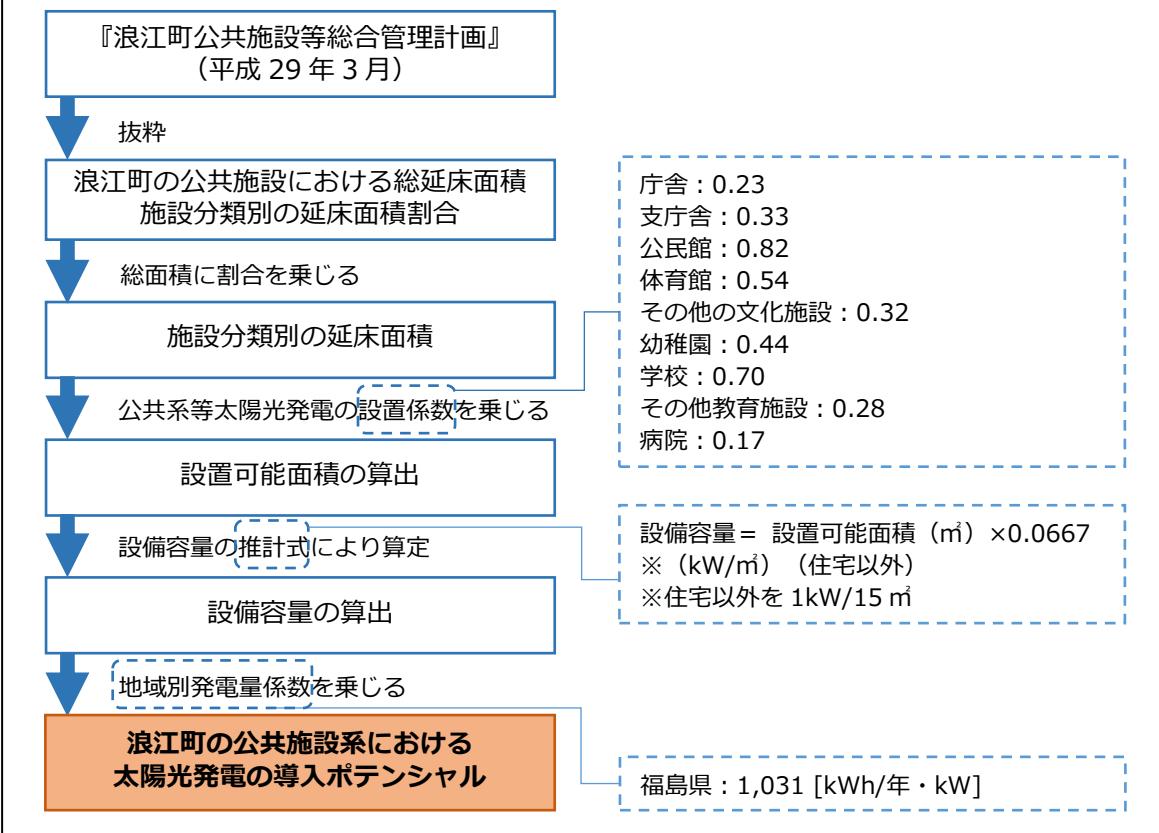 『浪江町公共施設等総合管理計画』
（平成 29 年 3 月）
抜粋
浪江町の公共施設における総延床面積
施設分類別の延床面積割合
総面積に割合を乗じる
施設分類別の延床面積
公共系等太陽光発電の設置係数を乗じる
庁舎：0.23
支庁舎：0.33
公民館：0.82
体育館：0.54
その他の文化施設：0.32
幼稚園：0.44
学校：0.70
その他教育施設：0.28
病院：0.17
設置可能面積の算出
設備容量の推計式により算定
設備容量＝ 設置可能面積（㎡）×0.0667
※（kW/㎡）（住宅以外）
※住宅以外を 1kW/15 ㎡
設備容量の算出
地域別発電量係数を乗じる
浪江町の公共施設系における
太陽光発電の導入ポテンシャル
福島県：1,031 [kWh/年・kW]